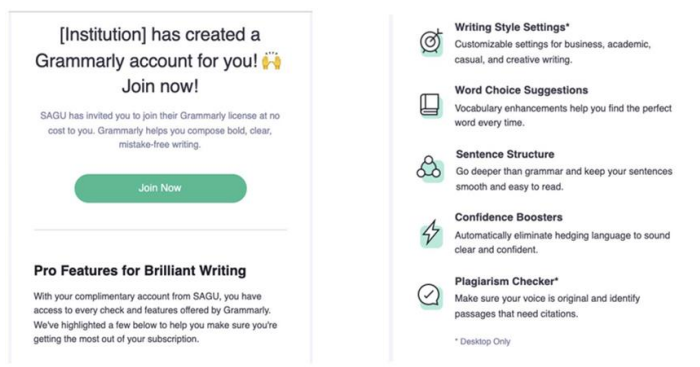 [Institution] has created a
Grammarly account for you! 🙌
Join now!
SAGU has invited you to join their Grammarly license at no
cost to you. Grammarly helps you compose bold, clear,
mistake-free writing.
Join Now
Pro Features for Brilliant Writing
With your complimentary account from SAGU, you have
access to every check and features offered by Grammarly.
We've highlighted a few below to help you make sure you're
getting the most out of your subscription.
Writing Style Settings*
Customizable settings for business, academic,
casual, and creative writing.
Word Choice Suggestions
Vocabulary enhancements help you find the perfect
word every time.
Sentence Structure
Go deeper than grammar and keep your sentences
smooth and easy to read.
Confidence Boosters
Automatically eliminate hedging language to sound
clear and confident.
Plagiarism Checker*
Make sure your voice is original and identify
passages that need citations.
* Desktop Only